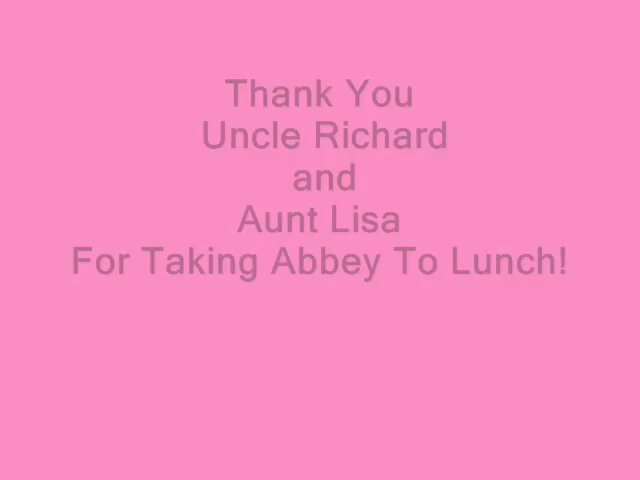 Thank You
Uncle Richard
and
Aunt Lisa
For Taking Abbey To Lunch!